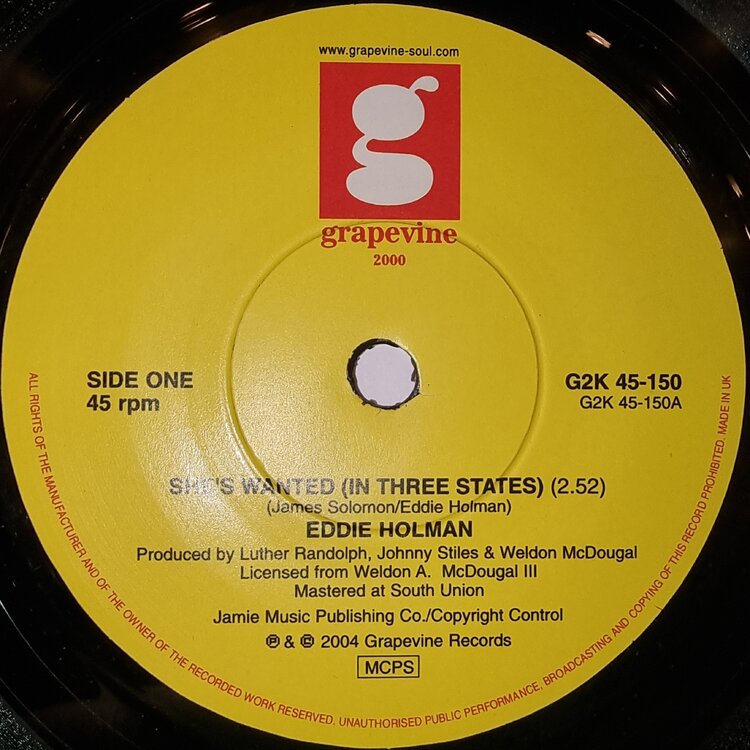 www.grapevine-soul.com
g
grapevine
2000
SIDE ONE
45 rpm
G2K 45-150
G2K 45-150A
SHE'S WANTED (IN THREE STATES) (2.52)
(James Solomon/Eddie Holman)
EDDIE HOLMAN
Produced by Luther Randolph, Johnny Stiles & Weldon McDougal
Licensed from Weldon A. McDougal III
Mastered at South Union
Jamie Music Publishing Co./Copyright Control
℗ & © 2004 Grapevine Records
MCPS
ALL RIGHTS OF THE MANUFACTURER AND OF THE OWNER OF THE RECORDED WORK RESERVED. UNAUTHORISED PUBLIC PERFORMANCE, BROADCASTING AND COPYING OF THIS RECORD PROHIBITED. MADE IN UK